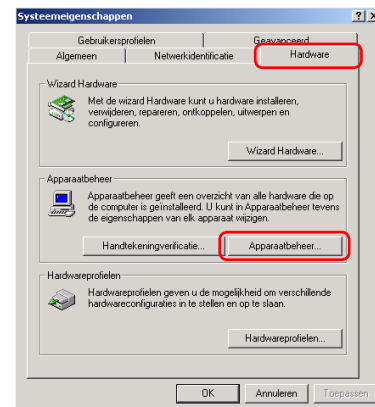 Systeemeigenschappen
Gebruikersprofielen Geavanceerd
Algemeen Netwerkidentificatie Hardware
Wizard Hardware
Met de wizard Hardware kunt u hardware installeren,
verwijderen, repareren, ontkoppelen, uitwerpen en
configureren.
Wizard Hardware...
Apparaatbeheer
Apparaatbeheer geeft een overzicht van alle hardware die op
de computer is geïnstalleerd. U kunt in Apparaatbeheer tevens
de eigenschappen van elk apparaat wijzigen.
Handtekeningverificatie... Apparaatbeheer...
Hardwareprofielen
Hardwareprofielen geven u de mogelijkheid om verschillende
hardwareconfiguraties in te stellen en op te slaan.
Hardwareprofielen...
OK Annuleren Toepassen